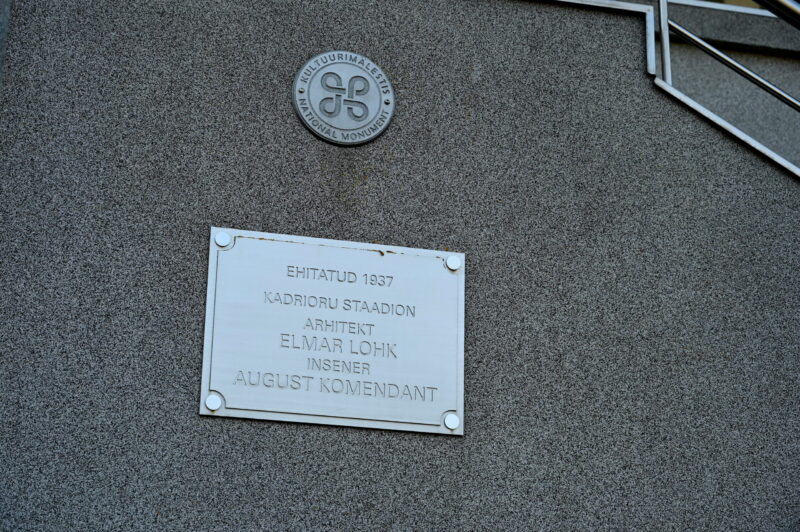 KULTUURIMÄLESTIS
NATIONAL MONUMENT
EHITATUD 1937
KADRIORU STAADION
ARHITEKT
ELMAR LOHK
INSENER
AUGUST KOMENDANT